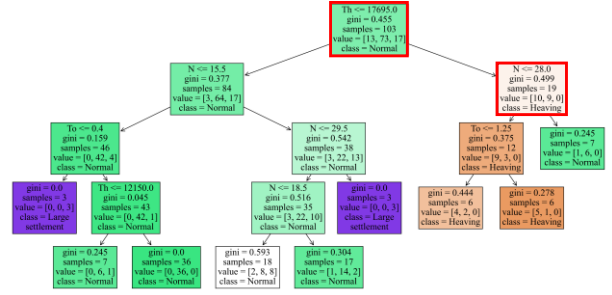 Th <= 17695.0
gini = 0.455
samples = 103
value = [13, 73, 17]
class = Normal
N <= 15.5
gini = 0.377
samples = 84
value = [3, 64, 17]
class = Normal
N <= 28.0
gini = 0.499
samples = 19
value = [10, 9, 0]
class = Heaving
To <= 0.4
gini = 0.159
samples = 46
value = [0, 42, 4]
class = Normal
N <= 29.5
gini = 0.542
samples = 38
value = [3, 22, 13]
class = Normal
To <= 1.25
gini = 0.375
samples = 12
value = [9, 3, 0]
class = Heaving
gini = 0.245
samples = 7
value = [1, 6, 0]
class = Normal
gini = 0.0
samples = 3
value = [0, 0, 3]
class = Large
settlement
Th <= 12150.0
gini = 0.045
samples = 43
value = [0, 42, 1]
class = Normal
N <= 18.5
gini = 0.516
samples = 35
value = [3, 22, 10]
class = Normal
gini = 0.0
samples = 3
value = [0, 0, 3]
class = Large
settlement
gini = 0.444
samples = 6
value = [4, 2, 0]
class = Heaving
gini = 0.278
samples = 6
value = [5, 1, 0]
class = Heaving
gini = 0.245
samples = 7
value = [0, 6, 1]
class = Normal
gini = 0.0
samples = 36
value = [0, 36, 0]
class = Normal
gini = 0.593
samples = 18
value = [2, 8, 8]
class = Normal
gini = 0.304
samples = 17
value = [1, 14, 2]
class = Normal